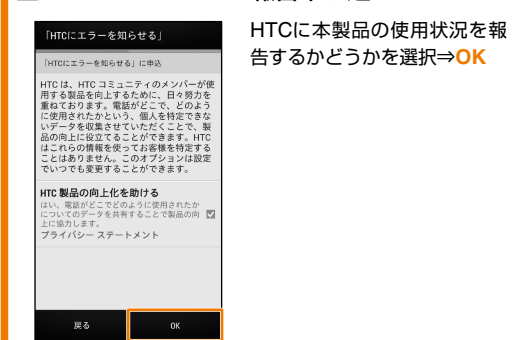 「HTCにエラーを知らせる」
「HTCにエラーを知らせる」に申込
HTC は、HTC コミュニティのメンバーが使
用する製品を向上するために、日々努力を
重ねております。電話がどこで、どのよう
に使用されたかという、個人を特定できな
いデータを収集させていただくことで、製
品の向上に役立てることができます。HTC
はこれらの情報を使ってお客様を特定する
ことはありません。このオプションは設定
でいつでも変更することができます。
HTC 製品の向上化を助ける
はい、電話がどこでどのように使用されたか
についてのデータを共有することで製品の向
上に協力します。
プライバシー ステートメント
戻る
OK
HTCに本製品の使用状況を報
告するかどうかを選択⇒OK